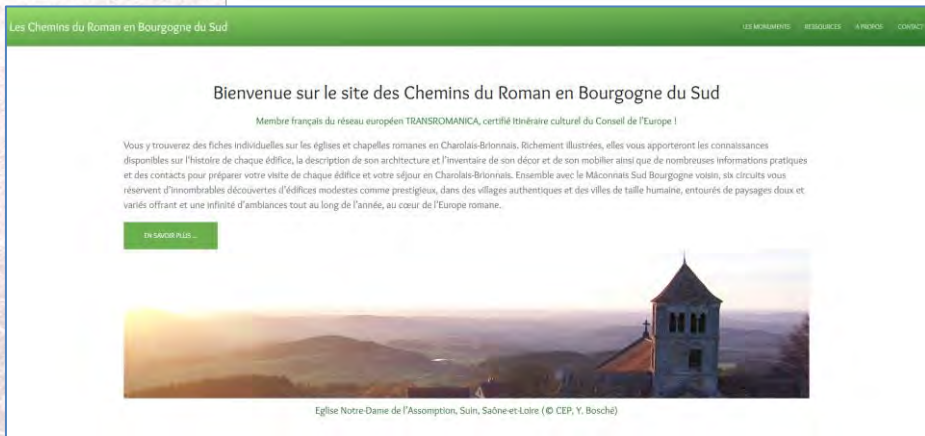 Les Chemins du Roman en Bourgogne du Sud
LES MONUMENTS RESSOURCES A PROPOS CONTACT
Bienvenue sur le site des Chemins du Roman en Bourgogne du Sud
Membre français du réseau européen TRANSROMANICA, certifié Itinéraire culturel du Conseil de l'Europe !
Vous y trouverez des fiches individuelles sur les églises et chapelles romanes en Charolais-Brionnais. Richement illustrées, elles vous apporteront les connaissances
disponibles sur l'histoire de chaque édifice, la description de son architecture et l'inventaire de son décor et de son mobilier ainsi que de nombreuses informations pratiques
et des contacts pour préparer votre visite de chaque édifice et votre séjour en Charolais-Brionnais. Ensemble avec le Mâconnais Sud Bourgogne voisin, six circuits vous
réservent d'innombrables découvertes d'édifices modestes comme prestigieux, dans des villages authentiques et des villes de taille humaine, entourés de paysages doux et
variés offrant et une infinité d'ambiances tout au long de l'année, au cœur de l'Europe romane.
EN SAVOIR PLUS ...
Eglise Notre-Dame de l'Assomption, Suin, Saône-et-Loire (© CEP, Y. Bosché)